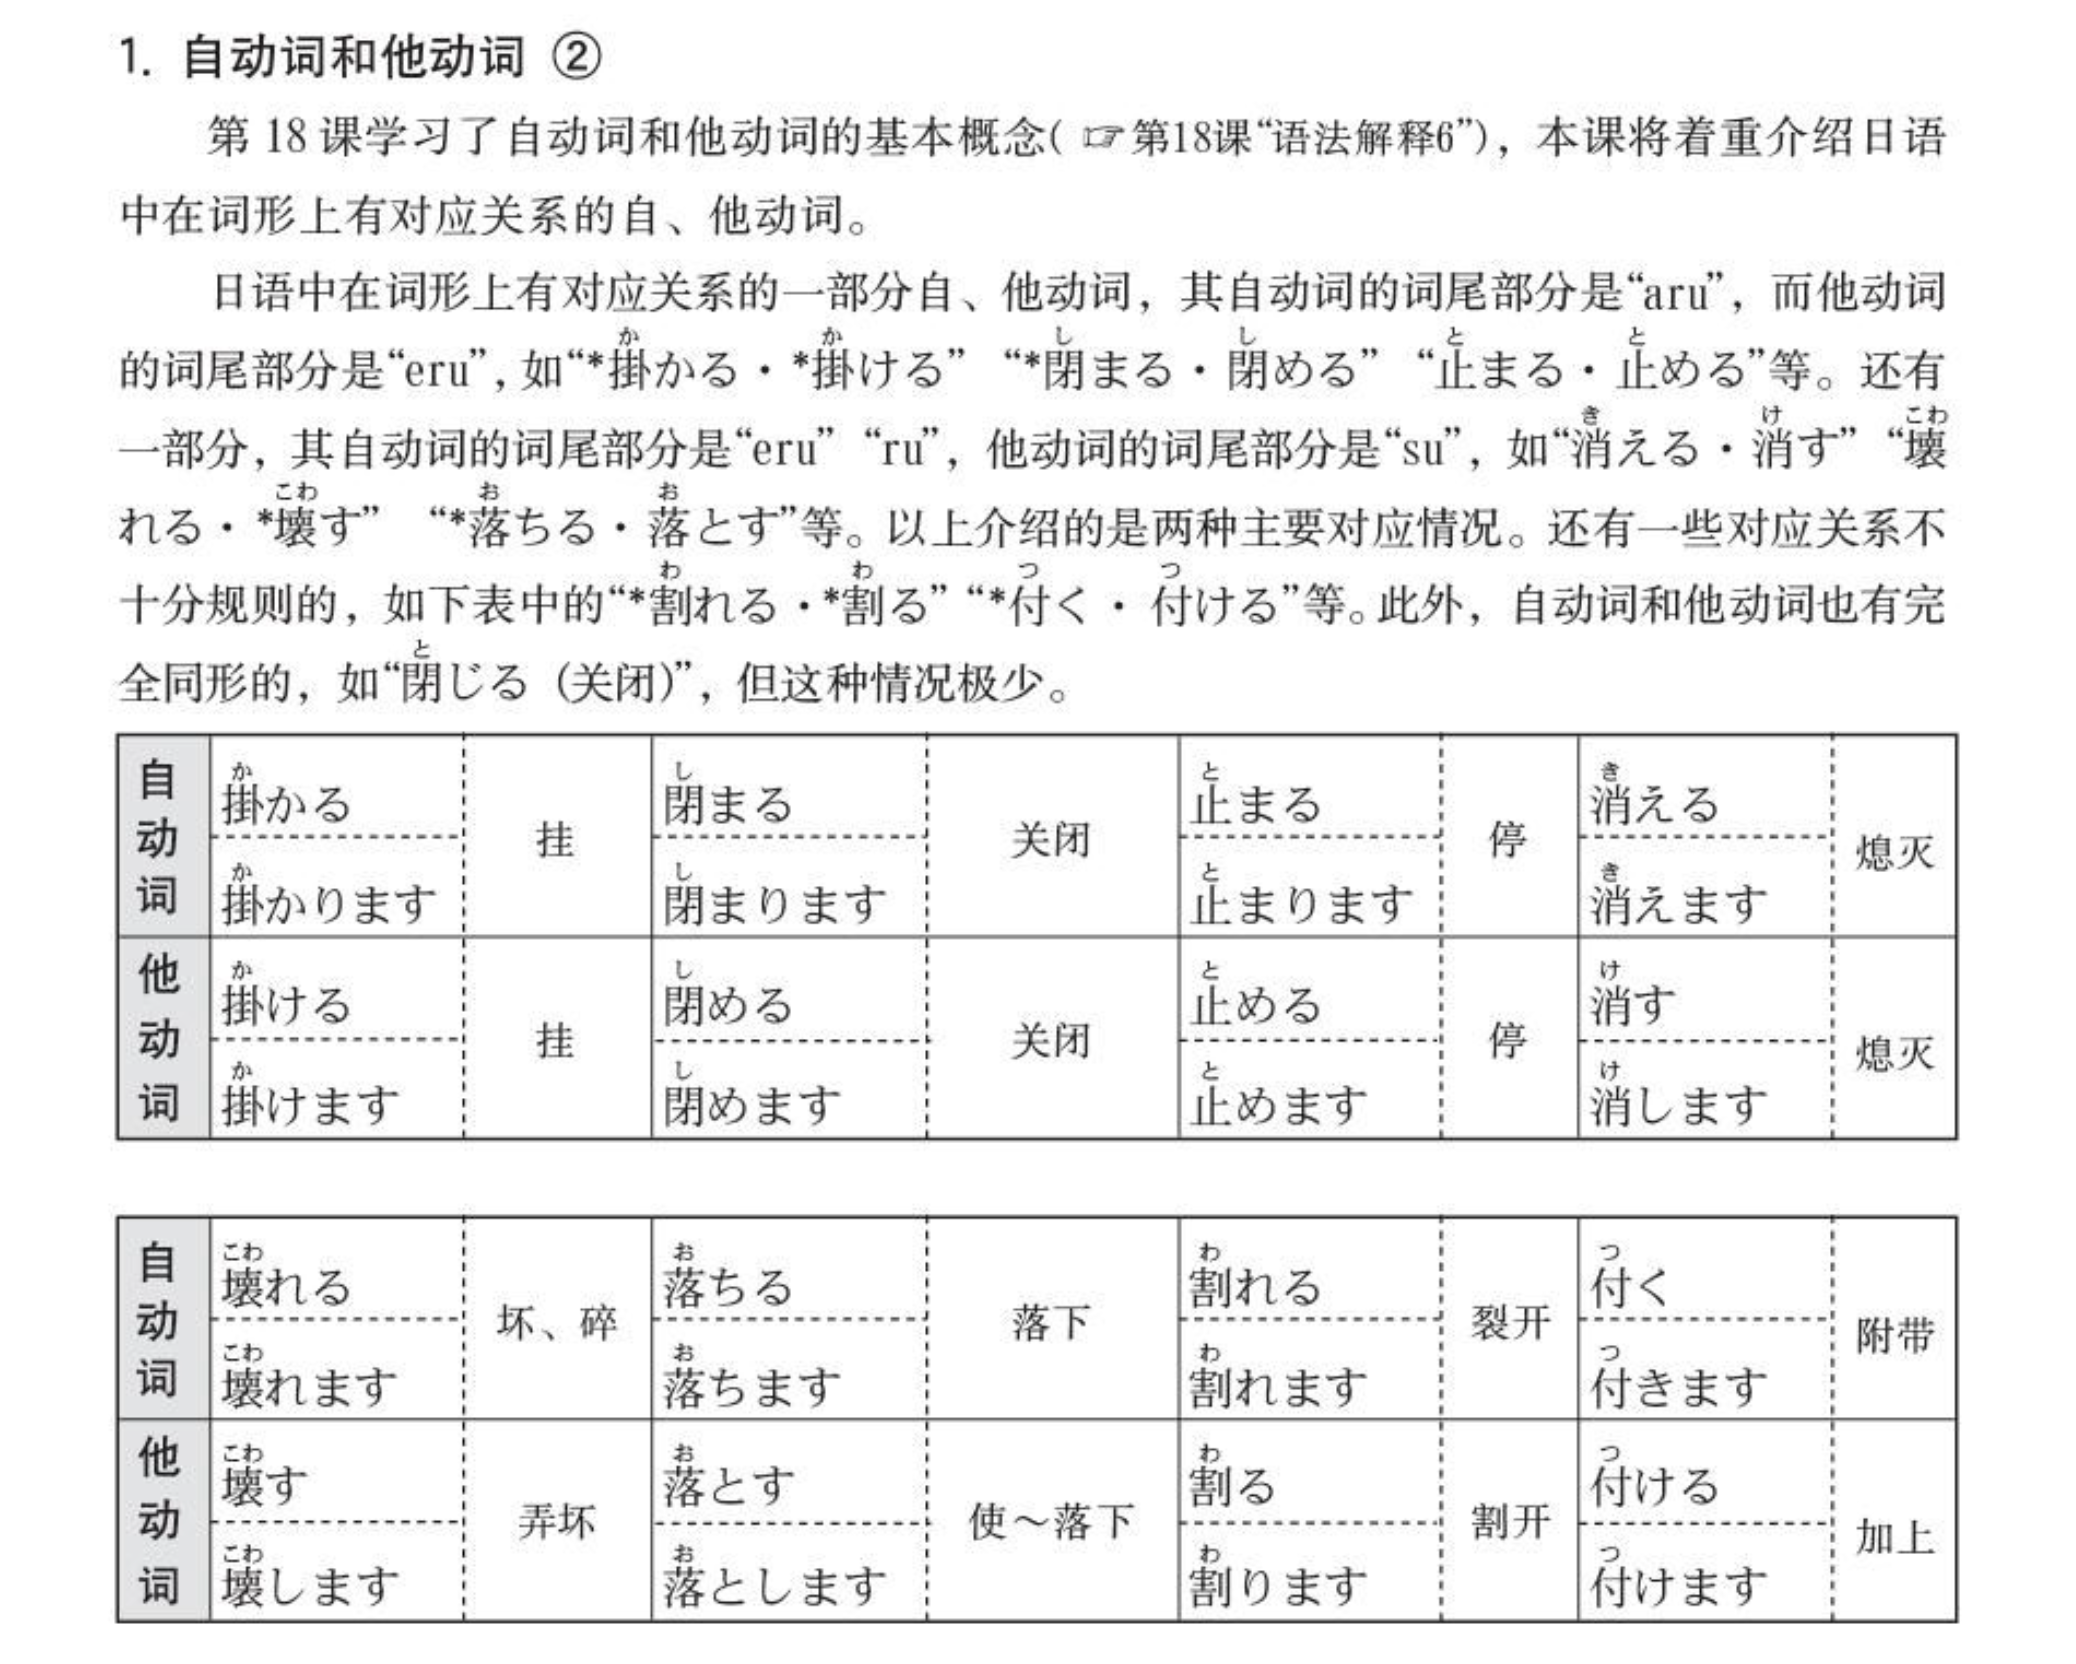 1. 自动词和他动词 ②
第 18 课学习了自动词和他动词的基本概念( ☞第18课“语法解释6”)，本课将着重介绍日语
中在词形上有对应关系的自、他动词。
日语中在词形上有对应关系的一部分自、他动词，其自动词的词尾部分是“aru”，而他动词
か か し し と と
的词尾部分是“eru”, 如“*掛かる・*掛ける” “*閉まる・閉める” “止まる・止める”等。还有
き け こわ
一部分，其自动词的词尾部分是“eru” “ru”，他动词的词尾部分是“su”，如“消える・消す” “壊
こわ お お
れる・*壊す” “*落ちる・落とす”等。以上介绍的是两种主要对应情况。还有一些对应关系不
わ わ つ つ
十分规则的，如下表中的“*割れる・*割る” “*付く・付ける”等。此外，自动词和他动词也有完
と
全同形的，如“閉じる (关闭)”，但这种情况极少。
自动词
か し と き
掛かる 閉まる 止まる 消える
挂 关闭 停 熄灭
か し と き
掛かります 閉まります 止まります 消えます
他动词
か し と け
掛ける 閉める 止める 消す
挂 关闭 停 熄灭
か し と け
掛けます 閉めます 止めます 消します
自动词
こわ お わ つ
壊れる 落ちる 割れる 付く
坏、碎 落下 裂开 附带
こわ お わ つ
壊れます 落ちます 割れます 付きます
他动词
こわ お わ つ
壊す 落とす 割る 付ける
弄坏 使～落下 割开 加上
こわ お わ つ
壊します 落とします 割ります 付けます